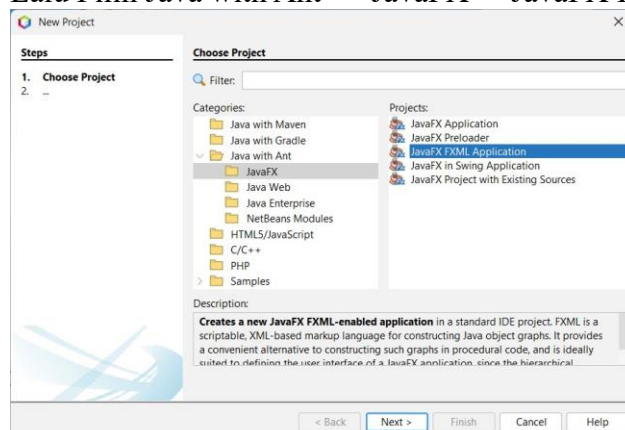 New Project
Steps
1. Choose Project
2. ...
Choose Project
Filter:
Categories:
Java with Maven
Java with Gradle
Java with Ant
JavaFX
Java Web
Java Enterprise
NetBeans Modules
HTML5/JavaScript
C/C++
PHP
Samples
Projects:
JavaFX Application
JavaFX Preloader
JavaFX FXML Application
JavaFX in Swing Application
JavaFX Project with Existing Sources
Description:
Creates a new JavaFX FXML-enabled application in a standard IDE project. FXML is a
scriptable, XML-based markup language for constructing Java object graphs. It provides
a convenient alternative to constructing such graphs in procedural code, and is ideally
suited to defining the user interface of a JavaFX application, since the hierarchical
< Back
Next >
Finish
Cancel
Help